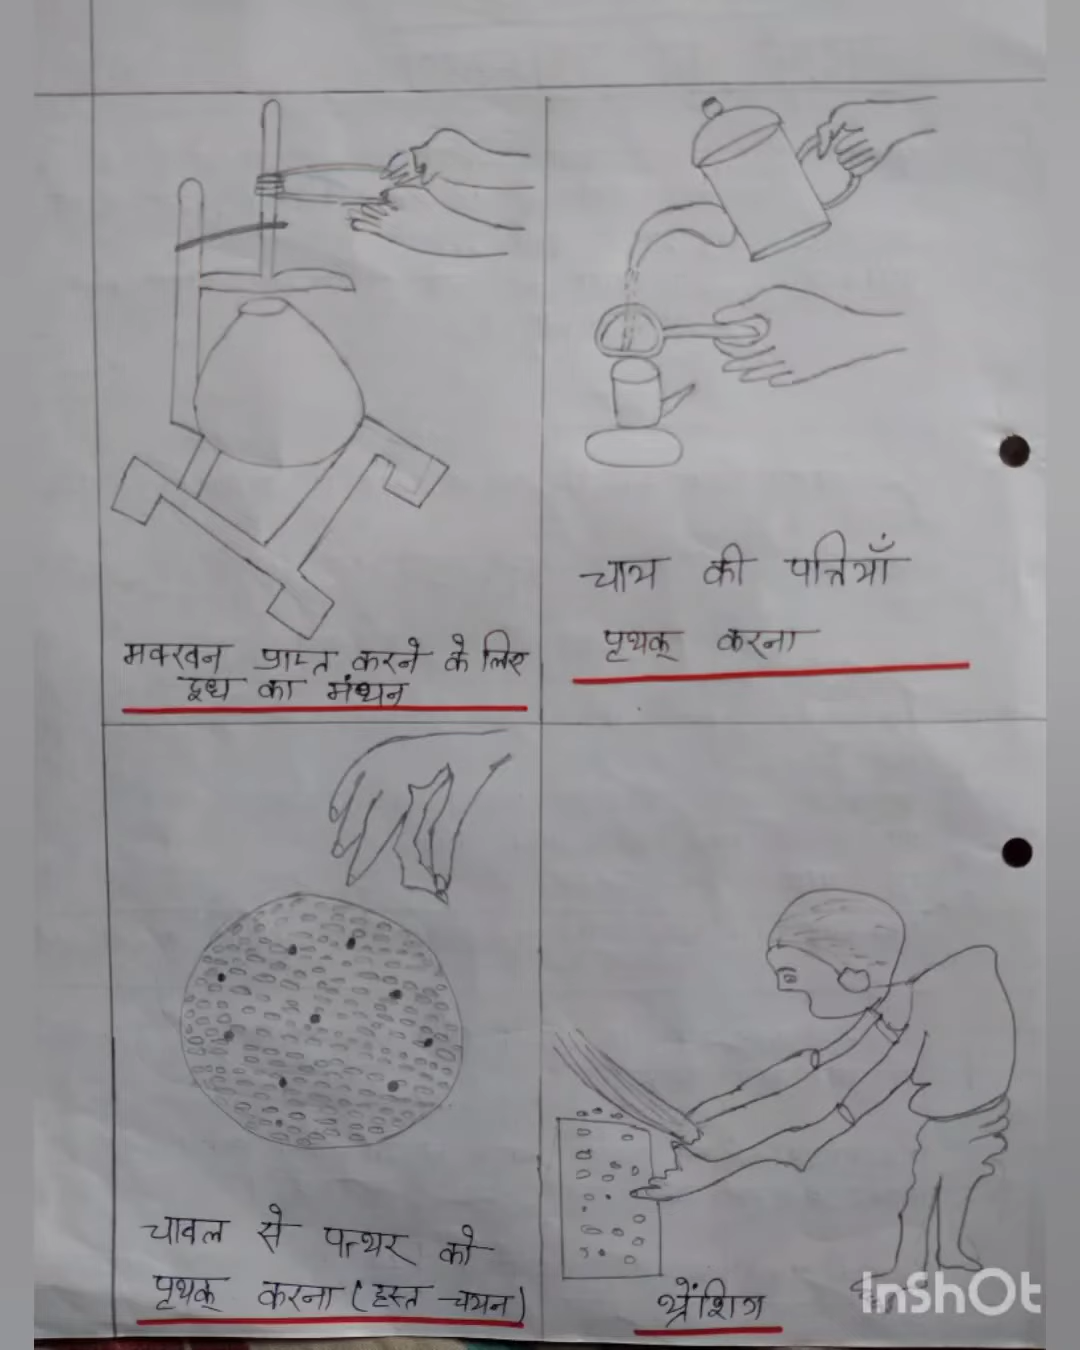 मक्खन प्राप्त करने के लिए
दूध का मंथन
चाय की पत्तियाँ
पृथक् करना
चावल से पत्थर को
पृथक् करना (हस्त चयन)
थ्रेंशिग
InShOt